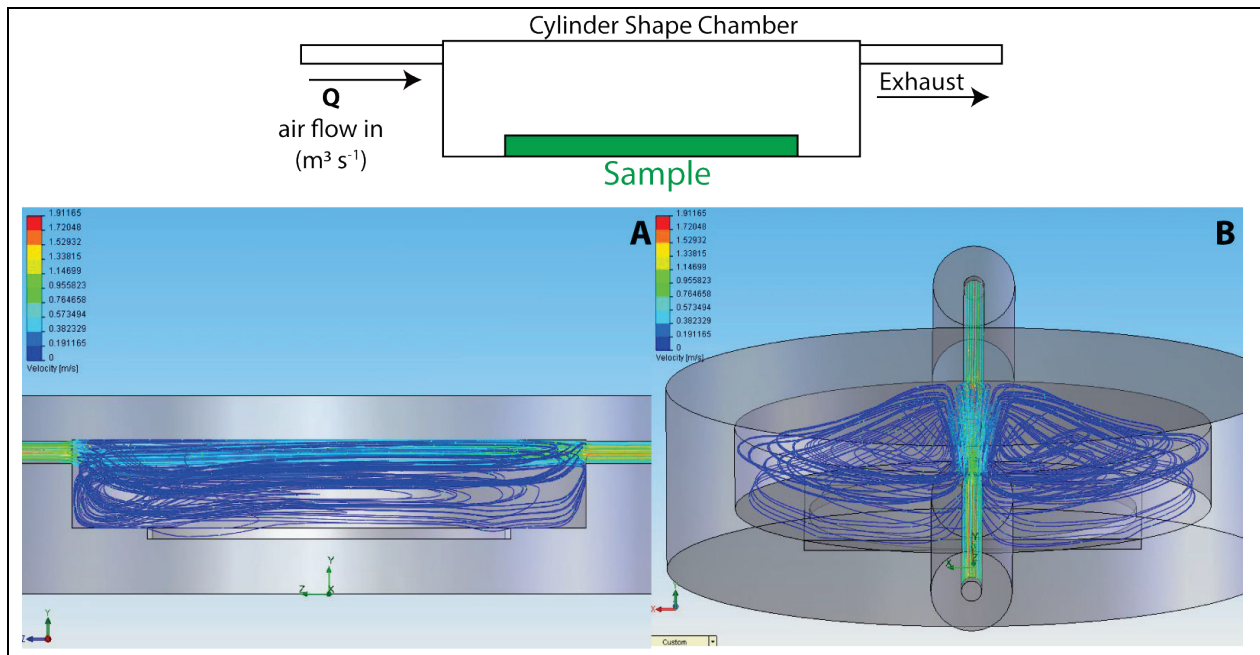 Cylinder Shape Chamber
Q
air flow in
(m³ s⁻¹)
Exhaust
Sample
A
1.91165
1.72048
1.52932
1.33815
1.14699
0.955823
0.764658
0.573494
0.382329
0.191165
0
Velocity [m/s]
Y
Z
X
Y
Z
B
1.91165
1.72048
1.52932
1.33815
1.14699
0.955823
0.764658
0.573494
0.382329
0.191165
0
Velocity [m/s]
Y
X
Z
Y
X
Custom